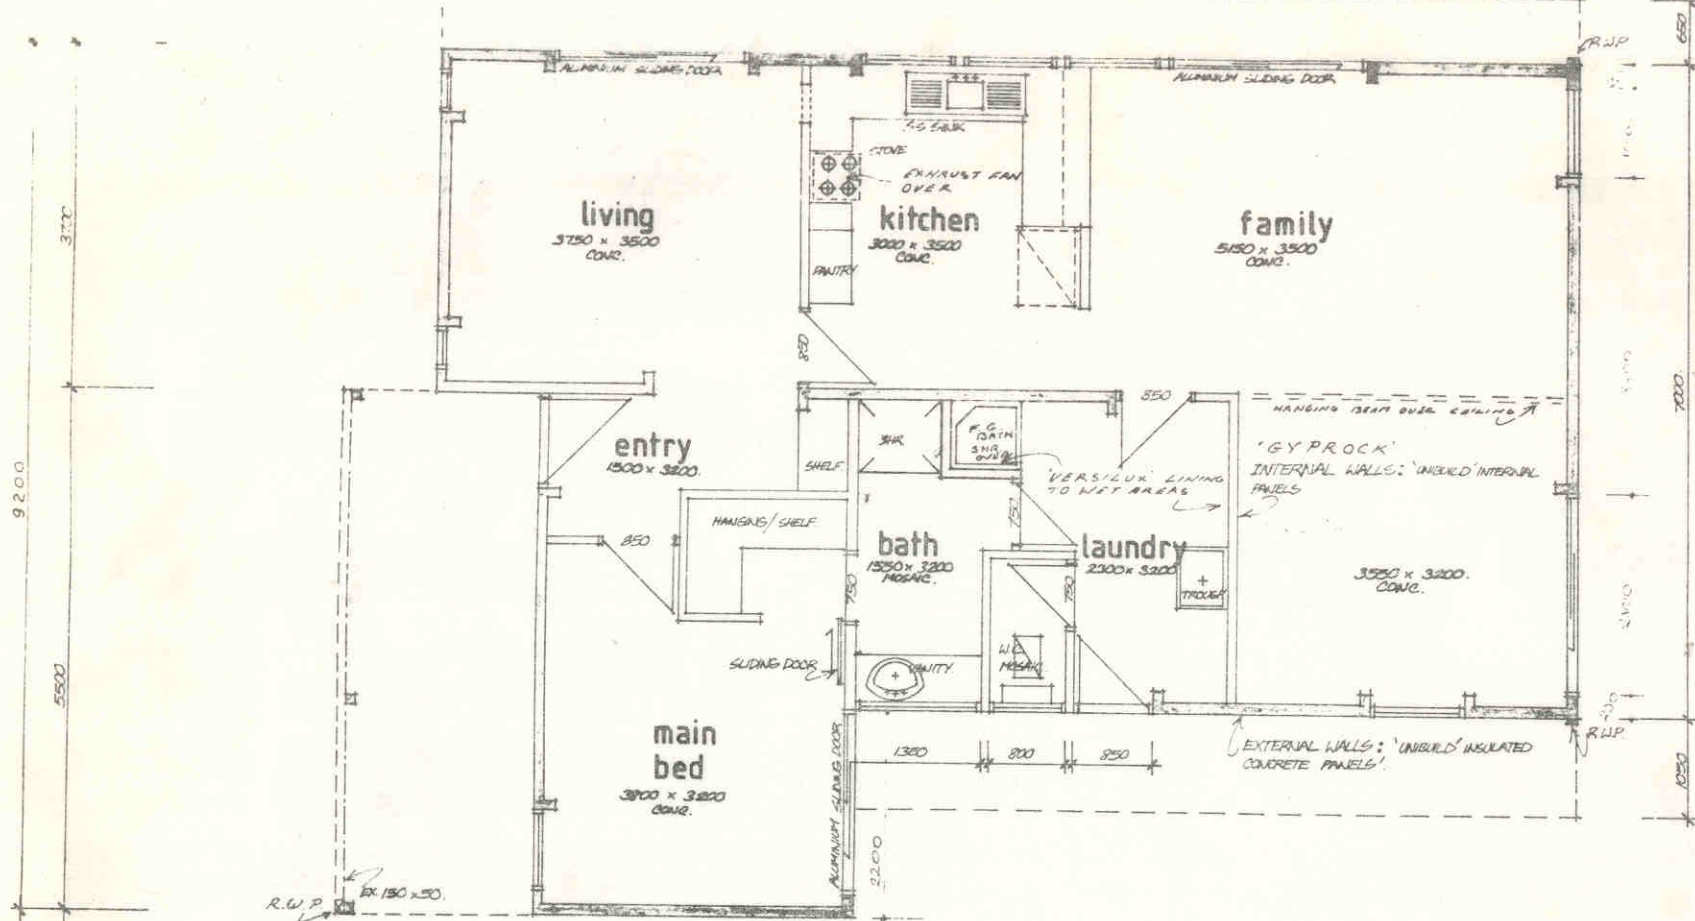 650
R.W.P.
ALUMINIUM SLIDING DOOR
ALUMINIUM SLIDING DOOR
S.S SINK
STOVE
EXHAUST FAN
OVER
living
3750 x 3500
CONC.
kitchen
3000 x 3500
CONC.
family
5150 x 3500
CONC.
PANTRY
3700
850
7000
850
HANGING BEAM OVER CEILING
entry
1500 x 3200
SHELF
SHR
F.G.
BATH
SHR
OVER
'VERSILUX' LINING
TO WET AREAS
'GYPROCK'
INTERNAL WALLS: 'UNIBUILD' INTERNAL
PANELS
9200
HANGING/SHELF
850
750
bath
1550 x 3200
MOSAIC.
laundry
2300 x 3200
750
750
TROUGH
3550 x 3200.
CONC.
5500
SLIDING DOOR
VANITY
W.C.
MOSAIC
main
bed
3800 x 3200
CONC.
ALUMINIUM SLIDING DOOR
1350
800
850
EXTERNAL WALLS: 'UNIBUILD' INSULATED
CONCRETE PANELS'.
R.W.P.
1050
2200
EX 150 x 50.
R.W.P.